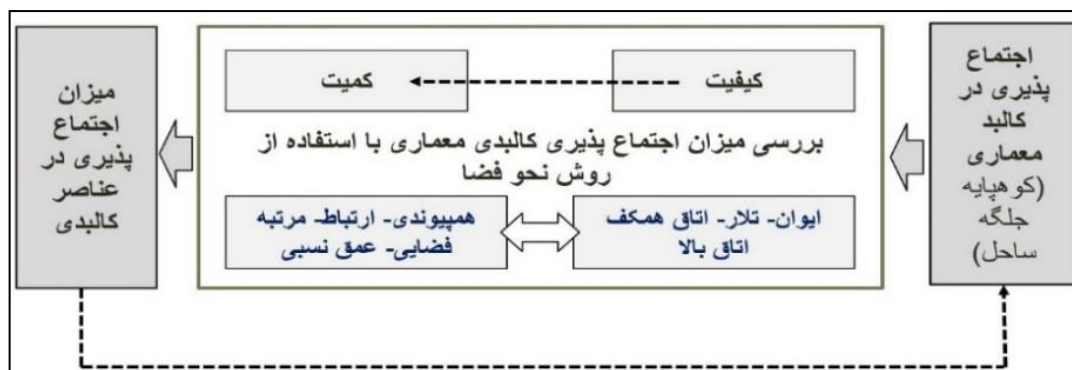 اجتماع
پذیری در
کالبد
معماری
(کوهپایه
جلگه
ساحل)
کیفیت
کمیت
بررسی میزان اجتماع پذیری کالبدی معماری با استفاده از
روش نحو فضا
ایوان- تلار- اتاق همکف
اتاق بالا
همپیوندی- ارتباط- مرتبه
فضایی- عمق نسبی
میزان
اجتماع
پذیری در
عناصر
کالبدی